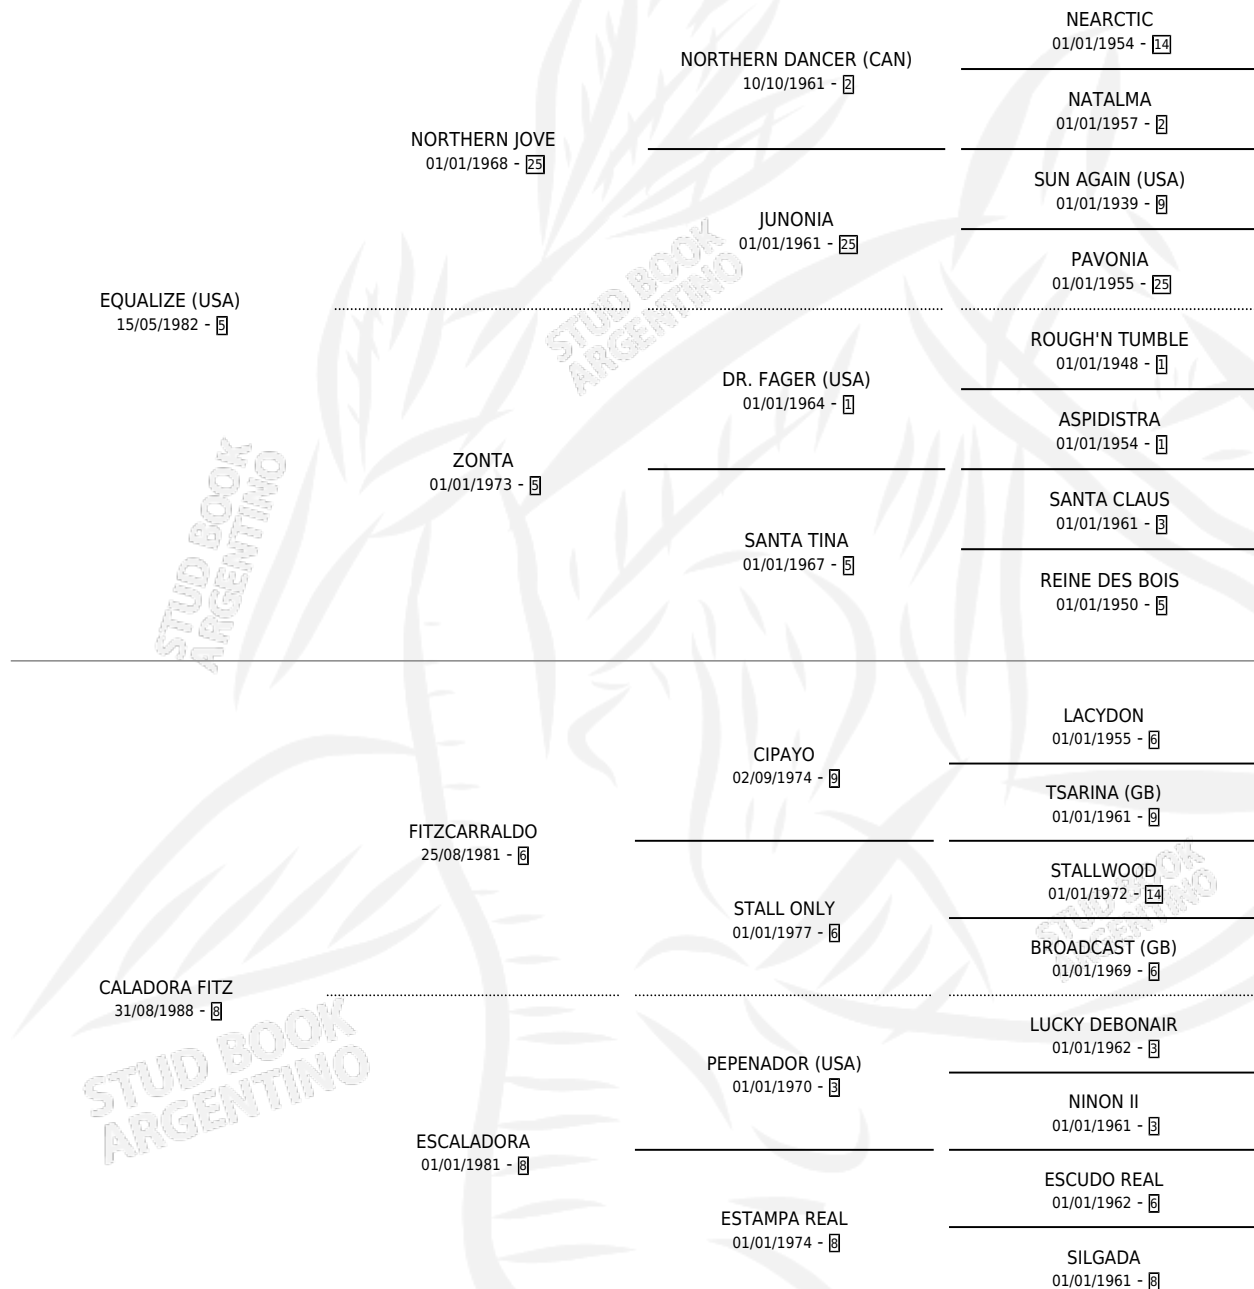 NEARCTIC
01/01/1954 - 14
NORTHERN DANCER (CAN)
10/10/1961 - 2
NATALMA
01/01/1957 - 2
NORTHERN JOVE
01/01/1968 - 25
SUN AGAIN (USA)
01/01/1939 - 9
JUNONIA
01/01/1961 - 25
PAVONIA
01/01/1955 - 25
EQUALIZE (USA)
15/05/1982 - 5
STUD BOOK
ARGENTINO
ROUGH'N TUMBLE
01/01/1948 - 1
DR. FAGER (USA)
01/01/1964 - 1
ASPIDISTRA
01/01/1954 - 1
ZONTA
01/01/1973 - 5
SANTA CLAUS
01/01/1961 - 3
SANTA TINA
01/01/1967 - 5
REINE DES BOIS
01/01/1950 - 5
STUD BOOK
ARGENTINO
LACYDON
01/01/1955 - 6
CIPAYO
02/09/1974 - 9
TSARINA (GB)
01/01/1961 - 9
FITZCARRALDO
25/08/1981 - 6
STALLWOOD
01/01/1972 - 14
STALL ONLY
01/01/1977 - 6
BROADCAST (GB)
01/01/1969 - 6
STUD BOOK
ARGENTINO
CALADORA FITZ
31/08/1988 - 8
STUD BOOK
ARGENTINO
LUCKY DEBONAIR
01/01/1962 - 3
PEPENADOR (USA)
01/01/1970 - 3
NINON II
01/01/1961 - 3
ESCALADORA
01/01/1981 - 8
ESCUDO REAL
01/01/1962 - 6
ESTAMPA REAL
01/01/1974 - 8
SILGADA
01/01/1961 - 8